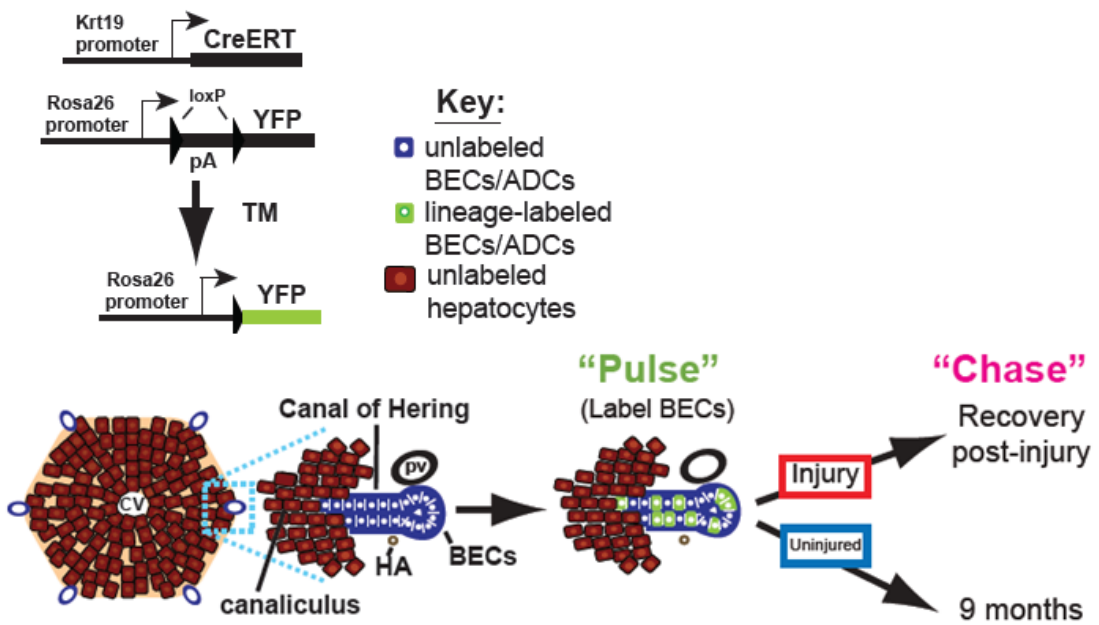 Krt19
promoter
CreERT
Rosa26
promoter
loxP
YFP
pA
TM
Rosa26
promoter
YFP
Key:
unlabeled
BECs/ADCs
lineage-labeled
BECs/ADCs
unlabeled
hepatocytes
"Pulse"
(Label BECs)
"Chase"
Recovery
post-injury
Canal of Hering
pv
CV
HA
BECs
canaliculus
Injury
Uninjured
9 months